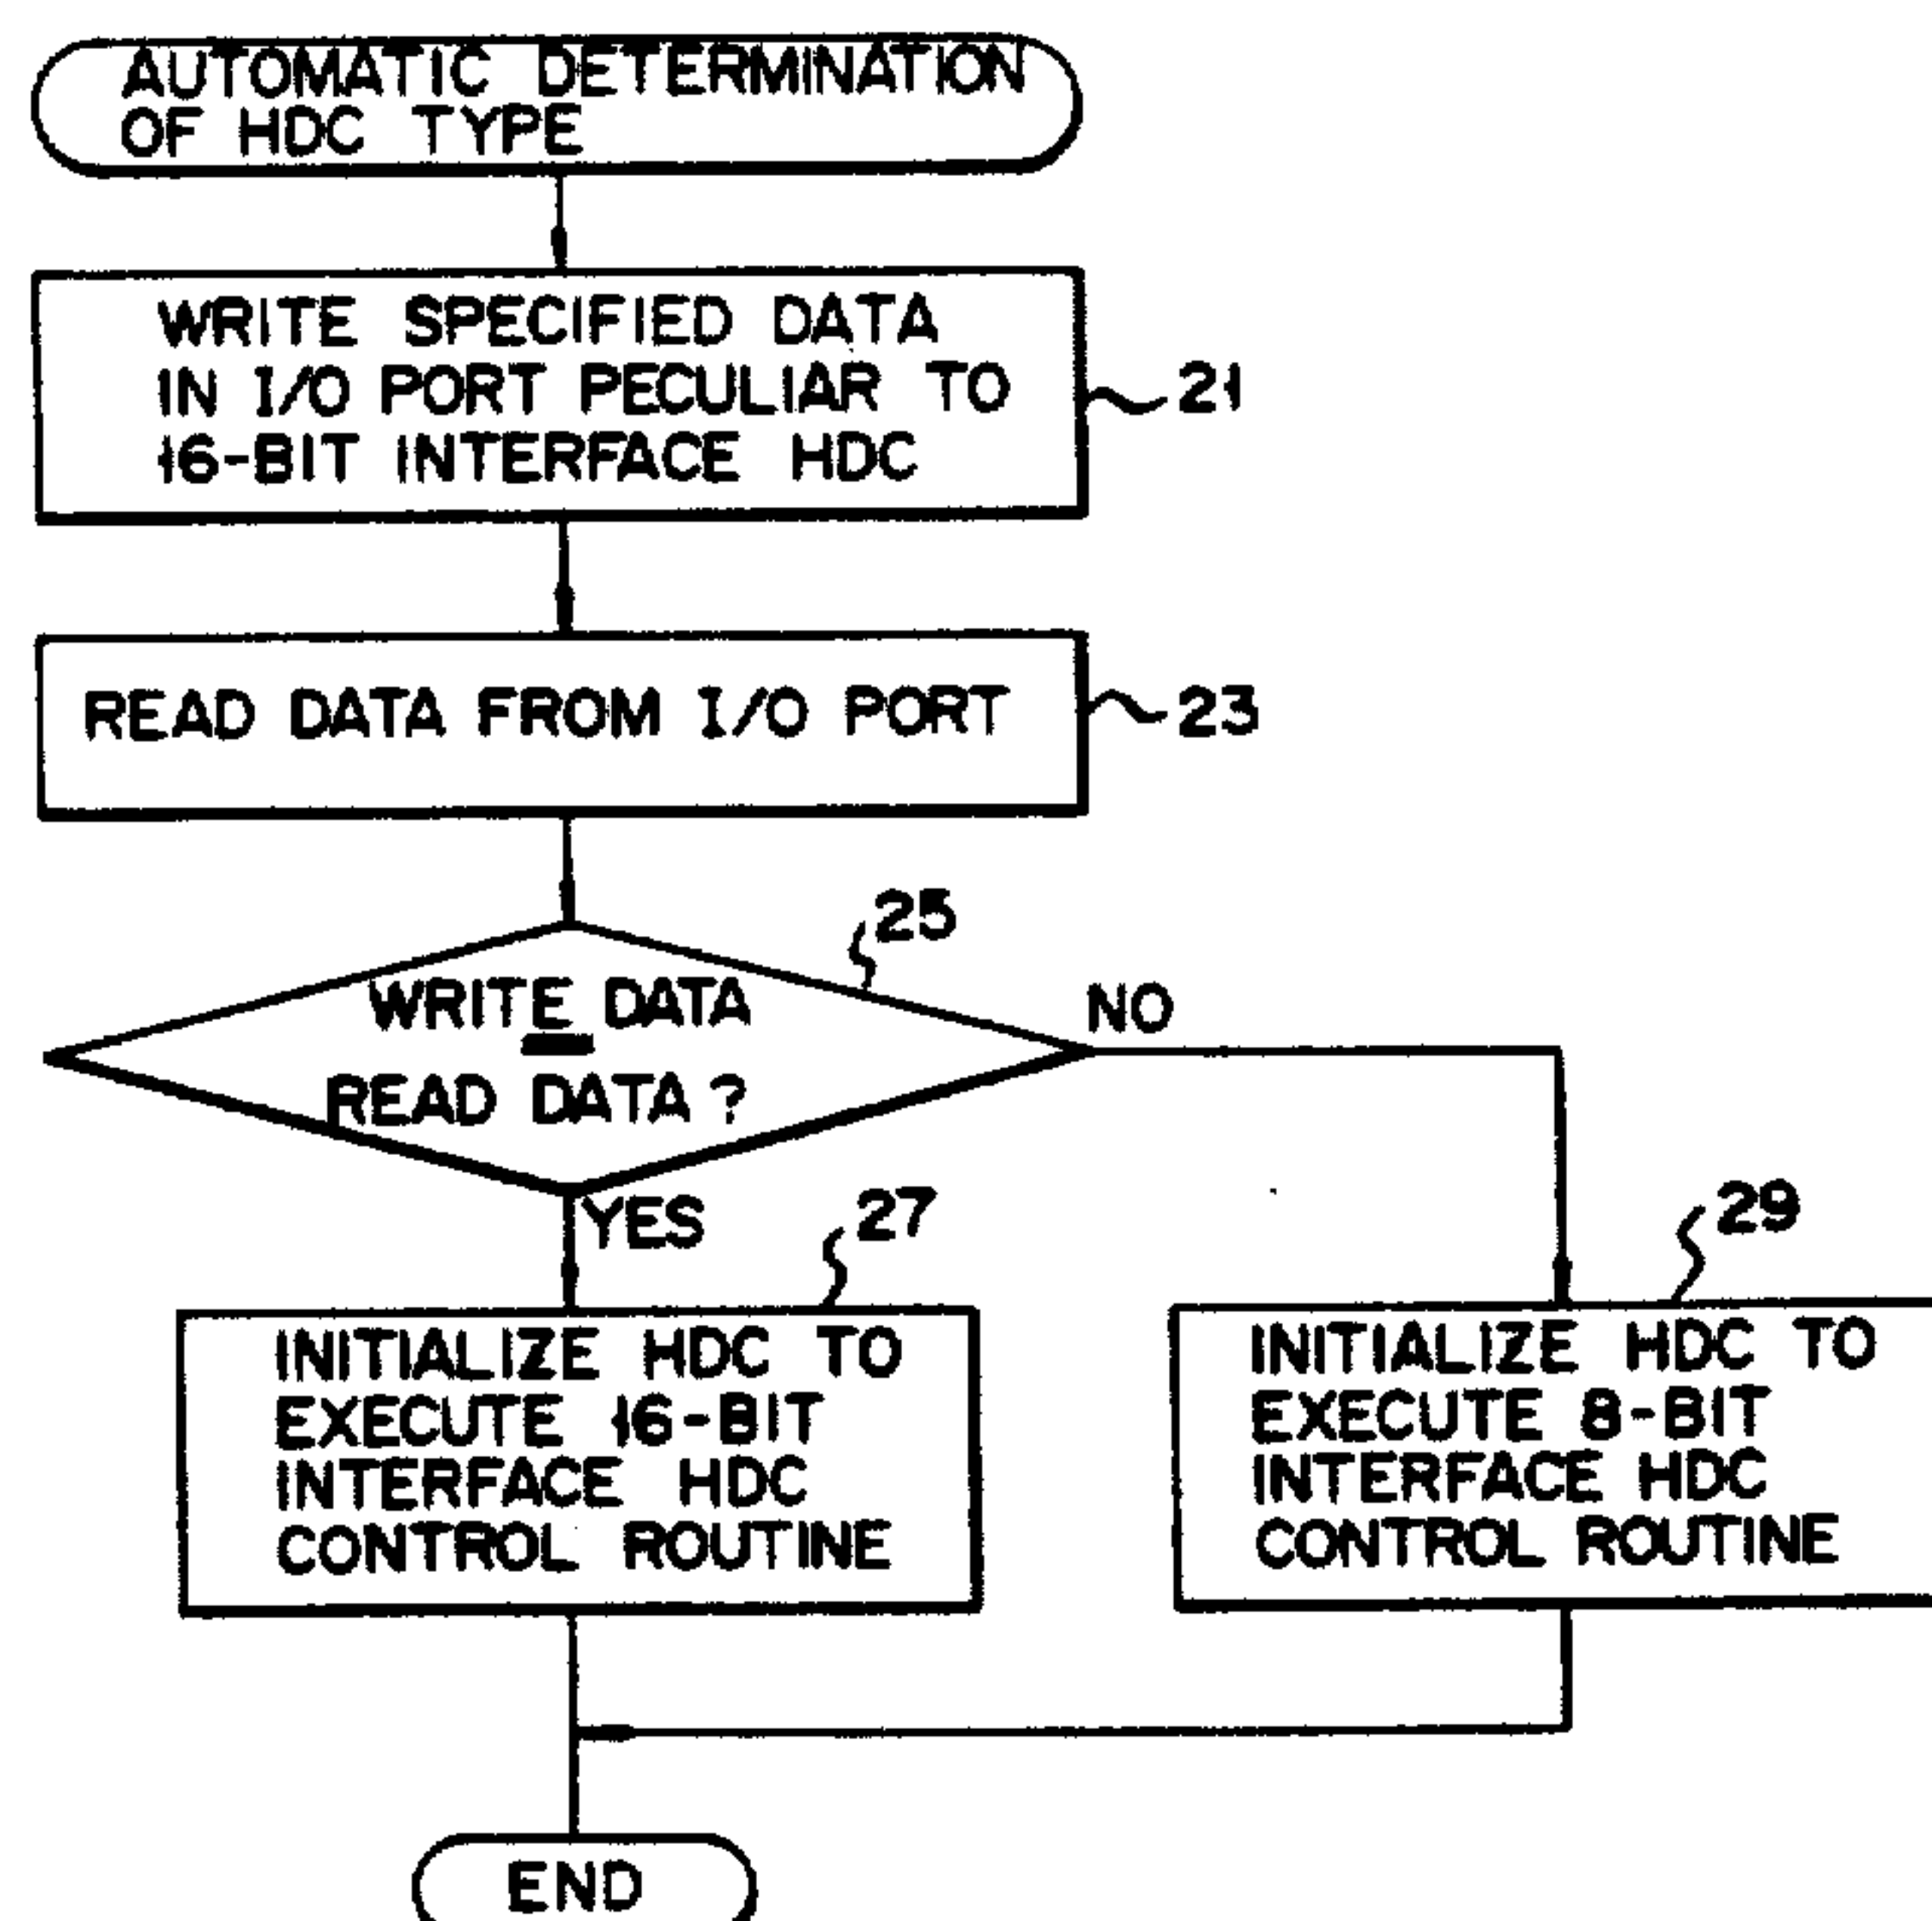 AUTOMATIC DETERMINATION
OF HDC TYPE
WRITE SPECIFIED DATA
IN I/O PORT PECULIAR TO
16-BIT INTERFACE HDC
21
READ DATA FROM I/O PORT
23
25
WRITE DATA
=
READ DATA ?
NO
YES
27
INITIALIZE HDC TO
EXECUTE 16-BIT
INTERFACE HDC
CONTROL ROUTINE
29
INITIALIZE HDC TO
EXECUTE 8-BIT
INTERFACE HDC
CONTROL ROUTINE
END